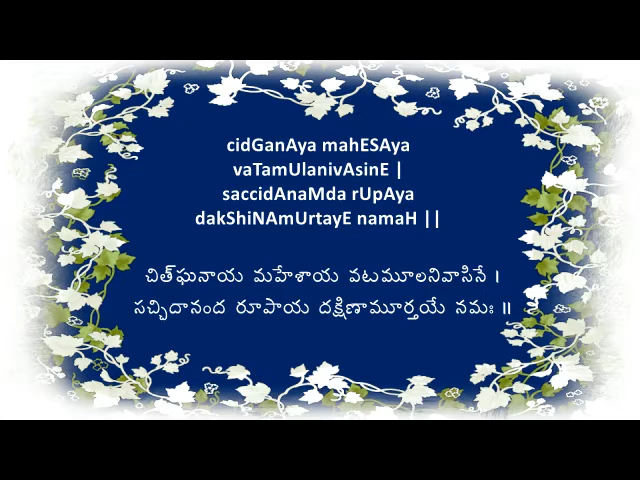 cidGanAya mahESAya
vaTamUlanivAsinE |
saccidAnaMda rUpAya
dakShiNAmUrtayE namaH ||
చిత్‌ఘనాయ మహేశాయ వటమూలనివాసినే ।
సచ్చిదానంద రూపాయ దక్షిణామూర్తయే నమః ॥